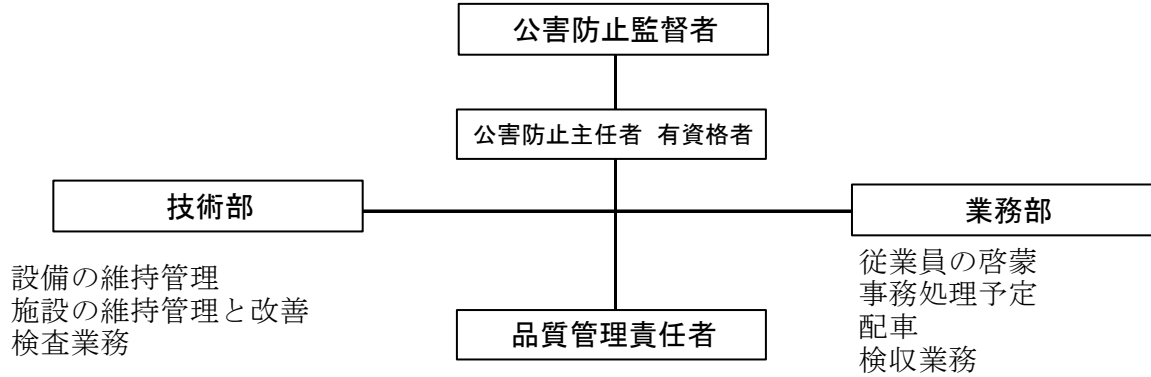 公害防止監督者
公害防止主任者 有資格者
技術部
業務部
設備の維持管理
施設の維持管理と改善
検査業務
従業員の啓蒙
事務処理予定
配車
検収業務
品質管理責任者